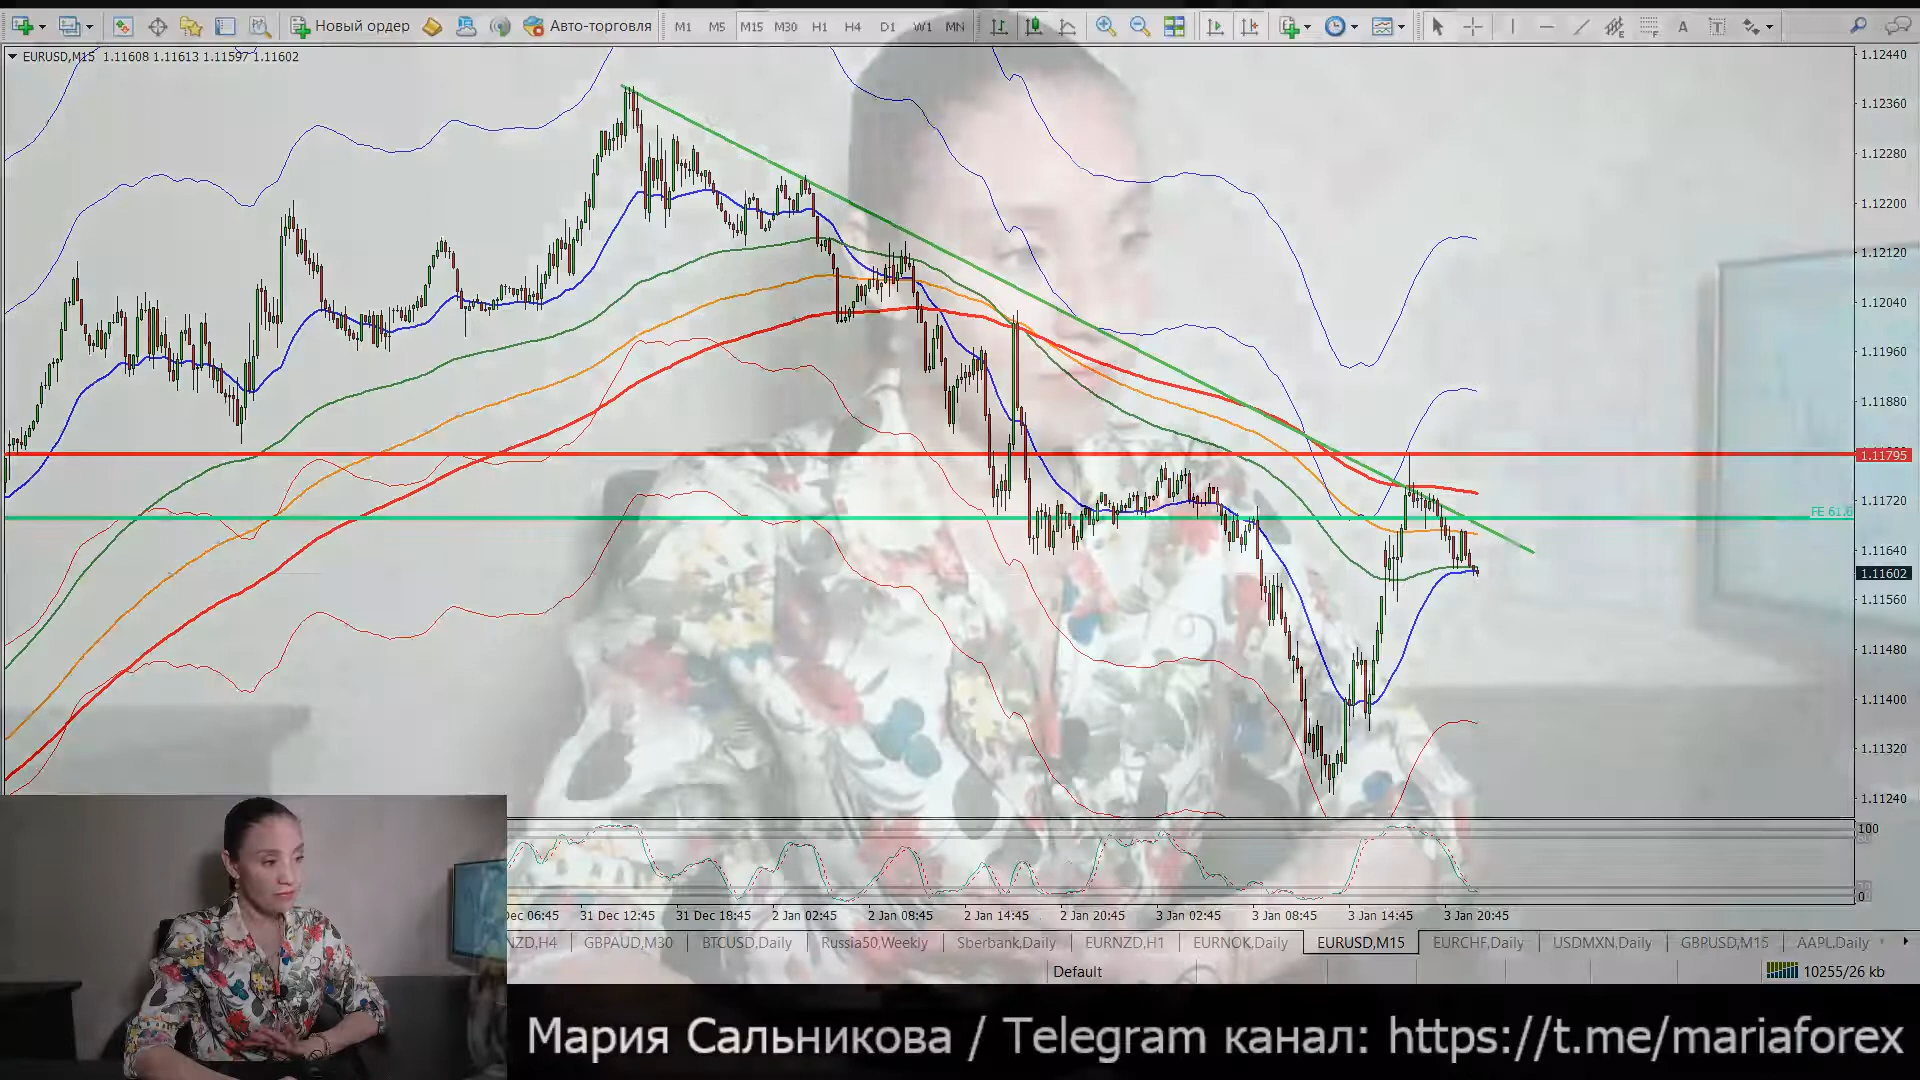 Новый ордер
Авто-торговля
M1 M5 M15 M30 H1 H4 D1 W1 MN
EURUSD,M15 1.11608 1.11613 1.11597 1.11602
1.12440
1.12360
1.12280
1.12200
1.12120
1.12040
1.11960
1.11880
1.11795
1.11720
FE 61.8
1.11640
1.11602
1.11560
1.11480
1.11400
1.11320
1.11240
100
0
Dec 06:45 31 Dec 12:45 31 Dec 18:45 2 Jan 02:45 2 Jan 08:45 2 Jan 14:45 2 Jan 20:45 3 Jan 02:45 3 Jan 08:45 3 Jan 14:45 3 Jan 20:45
NZD,H4 GBPAUD,M30 BTCUSD,Daily Russia50,Weekly Sberbank,Daily EURNZD,H1 EURNOK,Daily EURUSD,M15 EURCHF,Daily USDMXN,Daily GBPUSD,M15 AAPL,Daily
Default
10255/26 kb
Мария Сальникова / Telegram канал: https://t.me/mariaforex